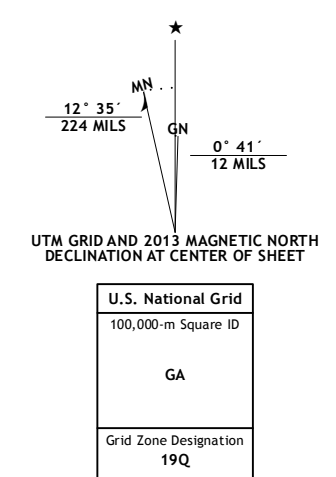 ★
MN
12° 35´
224 MILS
GN
0° 41´
12 MILS
UTM GRID AND 2013 MAGNETIC NORTH
DECLINATION AT CENTER OF SHEET
U.S. National Grid
100,000-m Square ID
GA
Grid Zone Designation
19Q